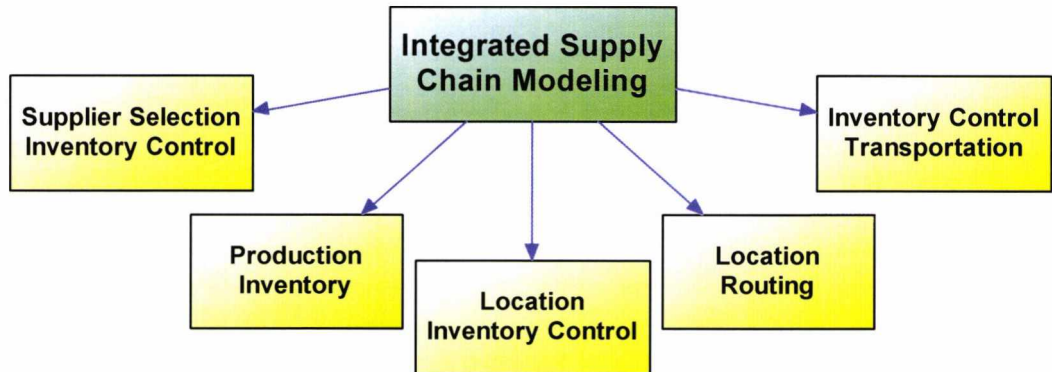 Integrated Supply
Chain Modeling
Supplier Selection
Inventory Control
Inventory Control
Transportation
Production
Inventory
Location
Inventory Control
Location
Routing